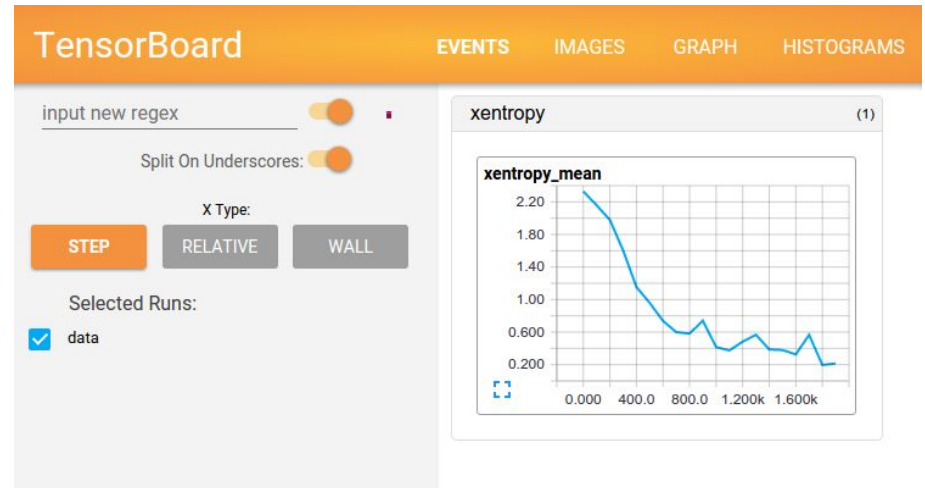 TensorBoard
EVENTS IMAGES GRAPH HISTOGRAMS
input new regex
Split On Underscores:
X Type:
STEP RELATIVE WALL
Selected Runs:
data
xentropy (1)
xentropy_mean
2.20
1.80
1.40
1.00
0.600
0.200
0.000 400.0 800.0 1.200k 1.600k